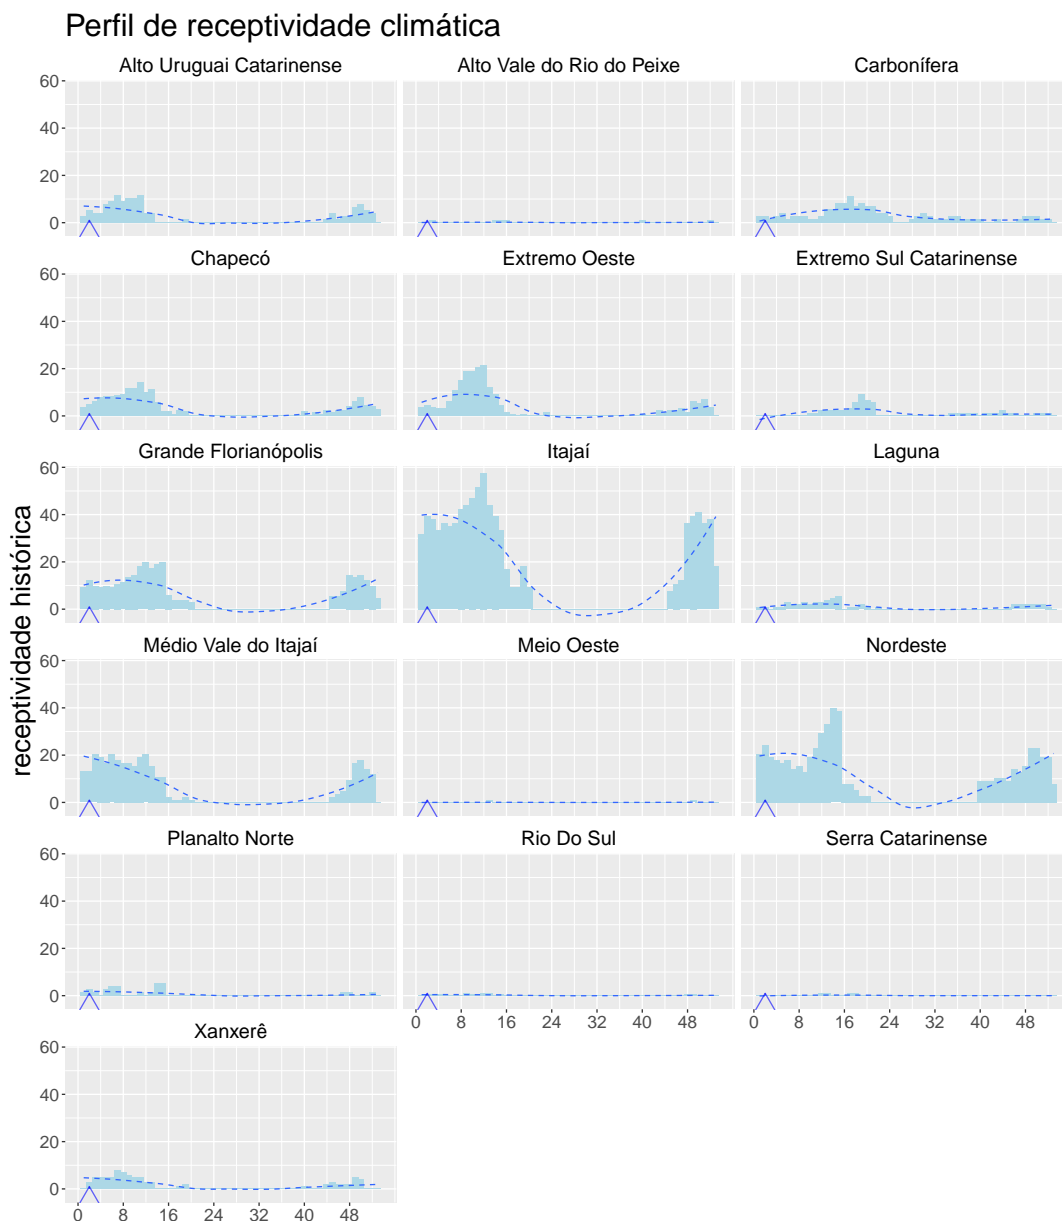 Perfil de receptividade climática
Alto Uruguai Catarinense
Alto Vale do Rio do Peixe
Carbonífera
60
40
20
0
Chapecó
Extremo Oeste
Extremo Sul Catarinense
60
40
20
0
Grande Florianópolis
Itajaí
Laguna
60
40
20
0
receptividade histórica
Médio Vale do Itajaí
Meio Oeste
Nordeste
60
40
20
0
Planalto Norte
Rio Do Sul
Serra Catarinense
60
40
20
0
0 8 16 24 32 40 48
0 8 16 24 32 40 48
Xanxerê
60
40
20
0
0 8 16 24 32 40 48